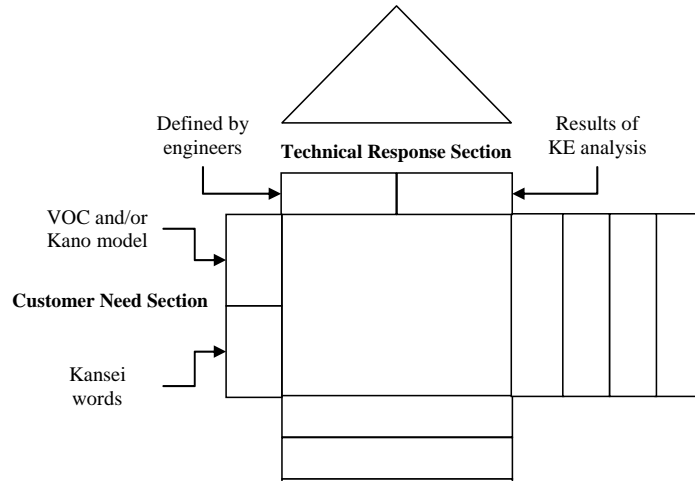 Defined by
engineers
Technical Response Section
Results of
KE analysis
VOC and/or
Kano model
Customer Need Section
Kansei
words